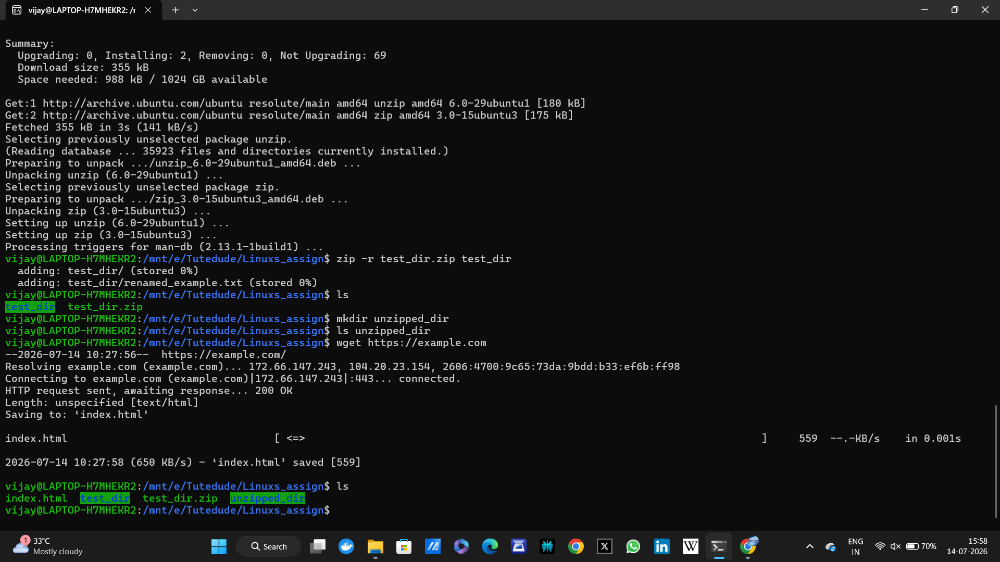 vijay@LAPTOP-H7MHEKR2: /r
Summary:
  Upgrading: 0, Installing: 2, Removing: 0, Not Upgrading: 69
  Download size: 355 kB
  Space needed: 988 kB / 1024 GB available
Get:1 http://archive.ubuntu.com/ubuntu resolute/main amd64 unzip amd64 6.0-29ubuntu1 [180 kB]
Get:2 http://archive.ubuntu.com/ubuntu resolute/main amd64 zip amd64 3.0-15ubuntu3 [175 kB]
Fetched 355 kB in 3s (141 kB/s)
Selecting previously unselected package unzip.
(Reading database ... 35923 files and directories currently installed.)
Preparing to unpack .../unzip_6.0-29ubuntu1_amd64.deb ...
Unpacking unzip (6.0-29ubuntu1) ...
Selecting previously unselected package zip.
Preparing to unpack .../zip_3.0-15ubuntu3_amd64.deb ...
Unpacking zip (3.0-15ubuntu3) ...
Setting up unzip (6.0-29ubuntu1) ...
Setting up zip (3.0-15ubuntu3) ...
Processing triggers for man-db (2.13.1-1build1) ...
vijay@LAPTOP-H7MHEKR2:/mnt/e/Tutedude/Linuxs_assign$ zip -r test_dir.zip test_dir
  adding: test_dir/ (stored 0%)
  adding: test_dir/renamed_example.txt (stored 0%)
vijay@LAPTOP-H7MHEKR2:/mnt/e/Tutedude/Linuxs_assign$ ls
test_dir  test_dir.zip
vijay@LAPTOP-H7MHEKR2:/mnt/e/Tutedude/Linuxs_assign$ mkdir unzipped_dir
vijay@LAPTOP-H7MHEKR2:/mnt/e/Tutedude/Linuxs_assign$ ls unzipped_dir
vijay@LAPTOP-H7MHEKR2:/mnt/e/Tutedude/Linuxs_assign$ wget https://example.com
--2026-07-14 10:27:56--  https://example.com/
Resolving example.com (example.com)... 172.66.147.243, 104.20.23.154, 2606:4700:9c65:73da:9bdd:b33:ef6b:ff98
Connecting to example.com (example.com)|172.66.147.243|:443... connected.
HTTP request sent, awaiting response... 200 OK
Length: unspecified [text/html]
Saving to: ‘index.html’
index.html                                 [ <=>                                                                         ]     559  --.-KB/s    in 0.001s
2026-07-14 10:27:58 (650 KB/s) - ‘index.html’ saved [559]
vijay@LAPTOP-H7MHEKR2:/mnt/e/Tutedude/Linuxs_assign$ ls
index.html  test_dir  test_dir.zip  unzipped_dir
vijay@LAPTOP-H7MHEKR2:/mnt/e/Tutedude/Linuxs_assign$
1
33°C
Mostly cloudy
Search
X
W
in
ENG
IN
70%
15:58
14-07-2026